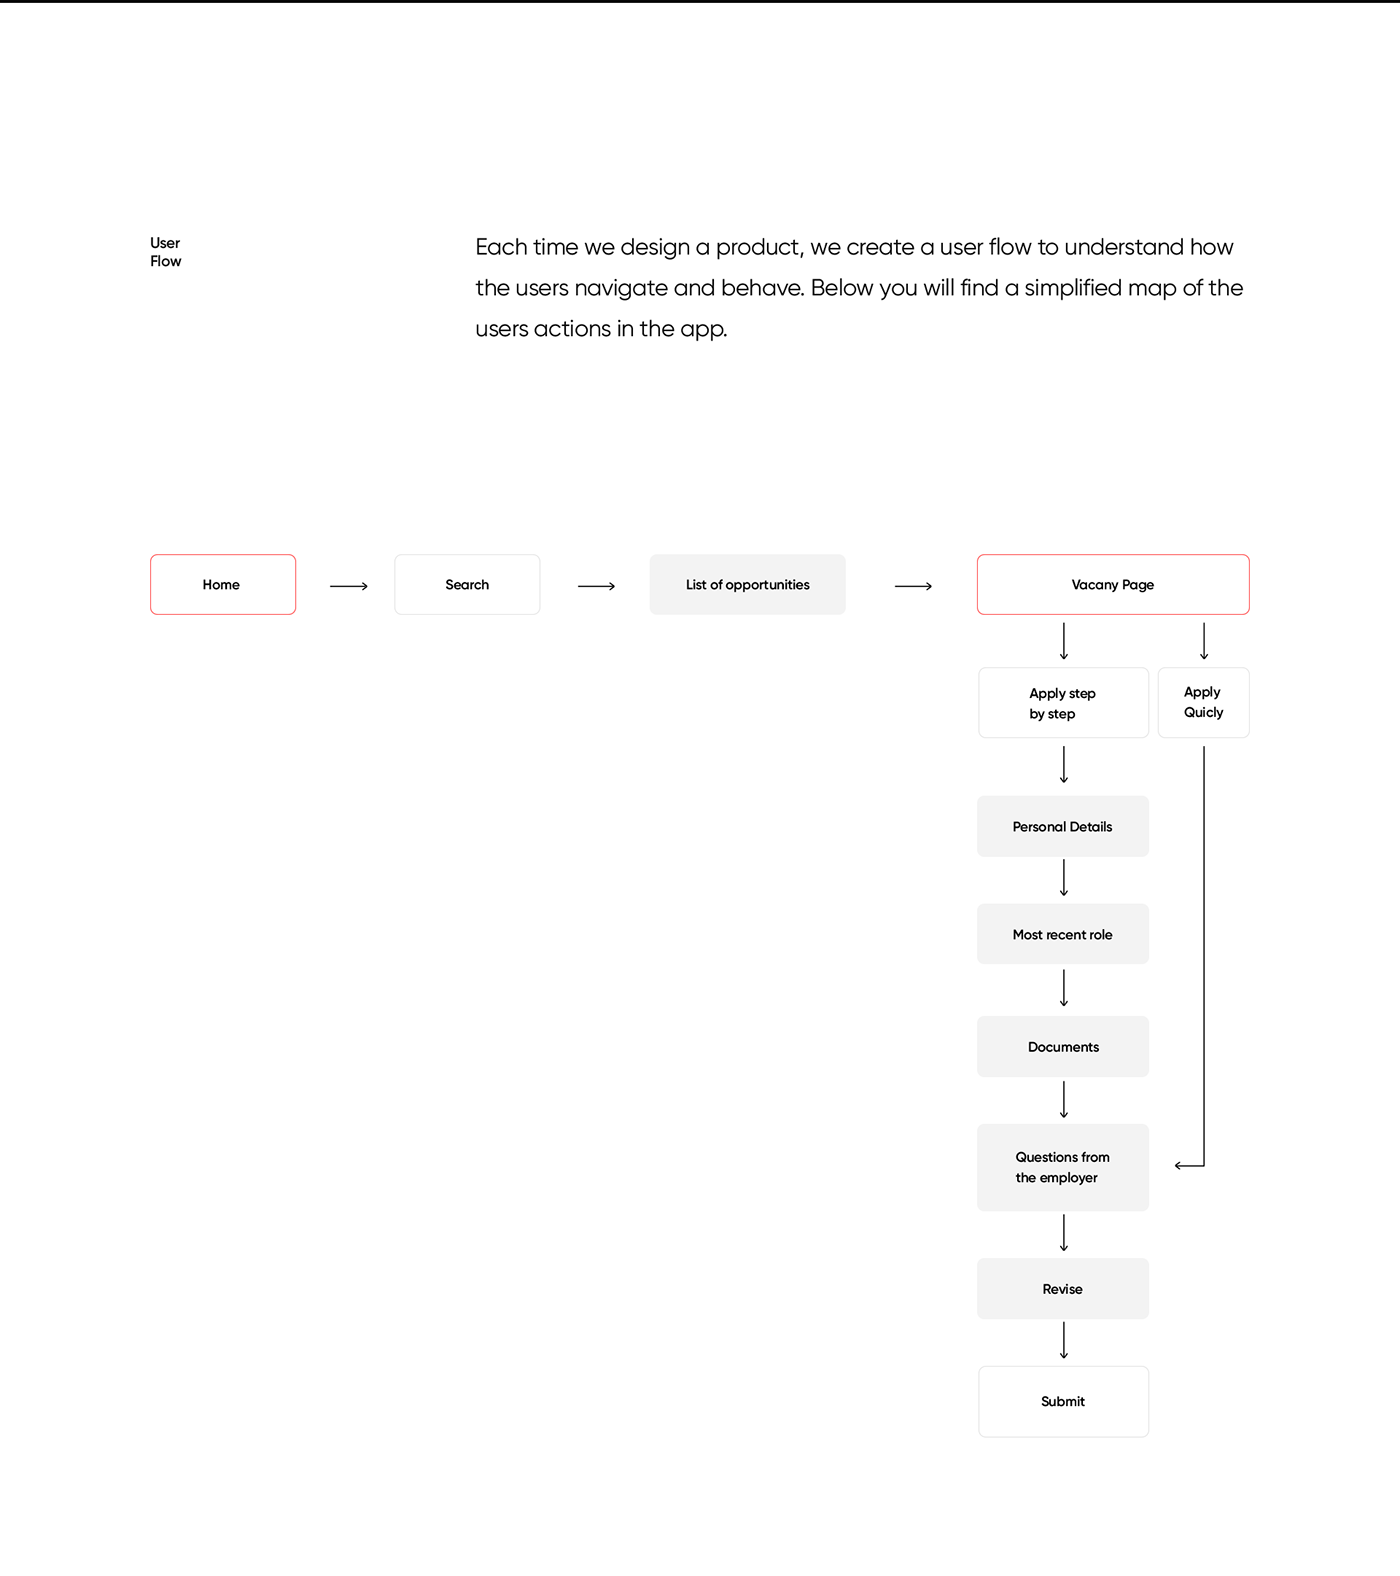 User
Flow
Each time we design a product, we create a user flow to understand how
the users navigate and behave. Below you will find a simplified map of the
users actions in the app.
Home
Search
List of opportunities
Vacany Page
Apply step
by step
Apply
Quicly
Personal Details
Most recent role
Documents
Questions from
the employer
Revise
Submit